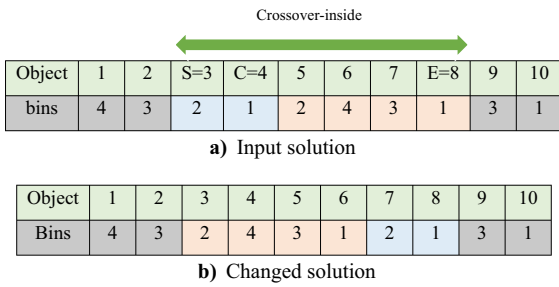 Crossover-inside
Object 1 2 S=3 C=4 5 6 7 E=8 9 10
bins 4 3 2 1 2 4 3 1 3 1
a) Input solution
Object 1 2 3 4 5 6 7 8 9 10
Bins 4 3 2 4 3 1 2 1 3 1
b) Changed solution